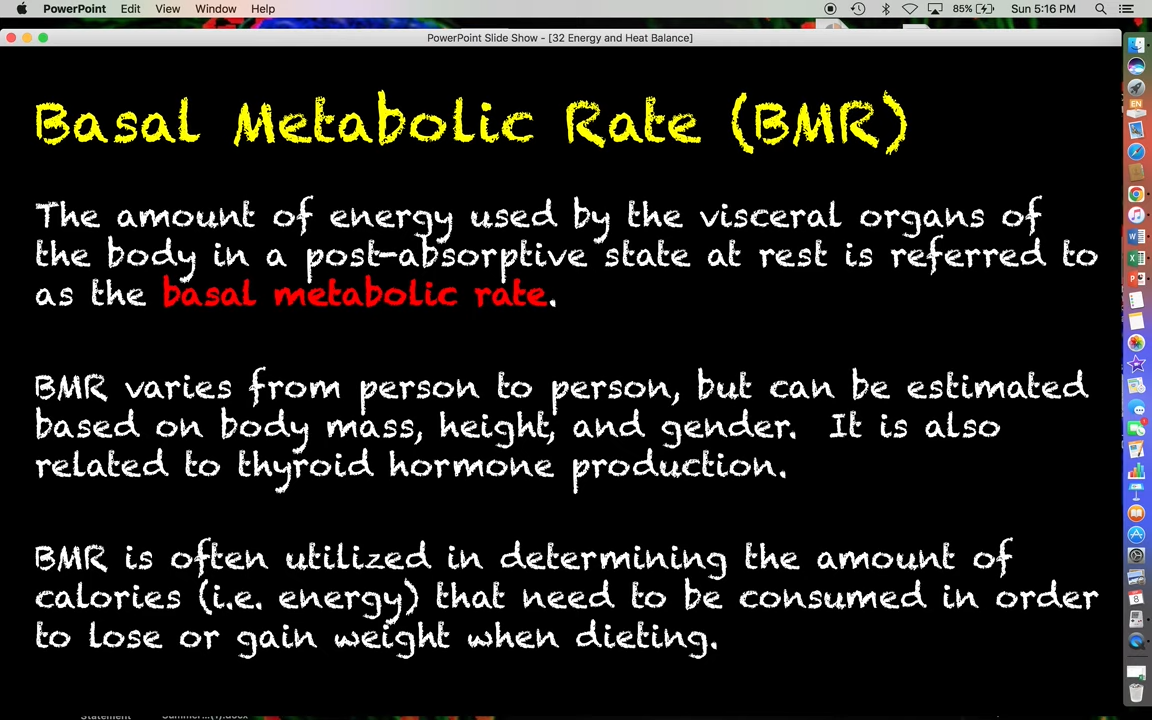 PowerPoint Edit View Window Help 85% Sun 5:16 PM
PowerPoint Slide Show - [32 Energy and Heat Balance]
Basal Metabolic Rate (BMR)
The amount of energy used by the visceral organs of
the body in a post-absorptive state at rest is referred to
as the basal metabolic rate.
BMR varies from person to person, but can be estimated
based on body mass, height, and gender. It is also
related to thyroid hormone production.
BMR is often utilized in determining the amount of
calories (i.e. energy) that need to be consumed in order
to lose or gain weight when dieting.
Statement Summer...(1).docx